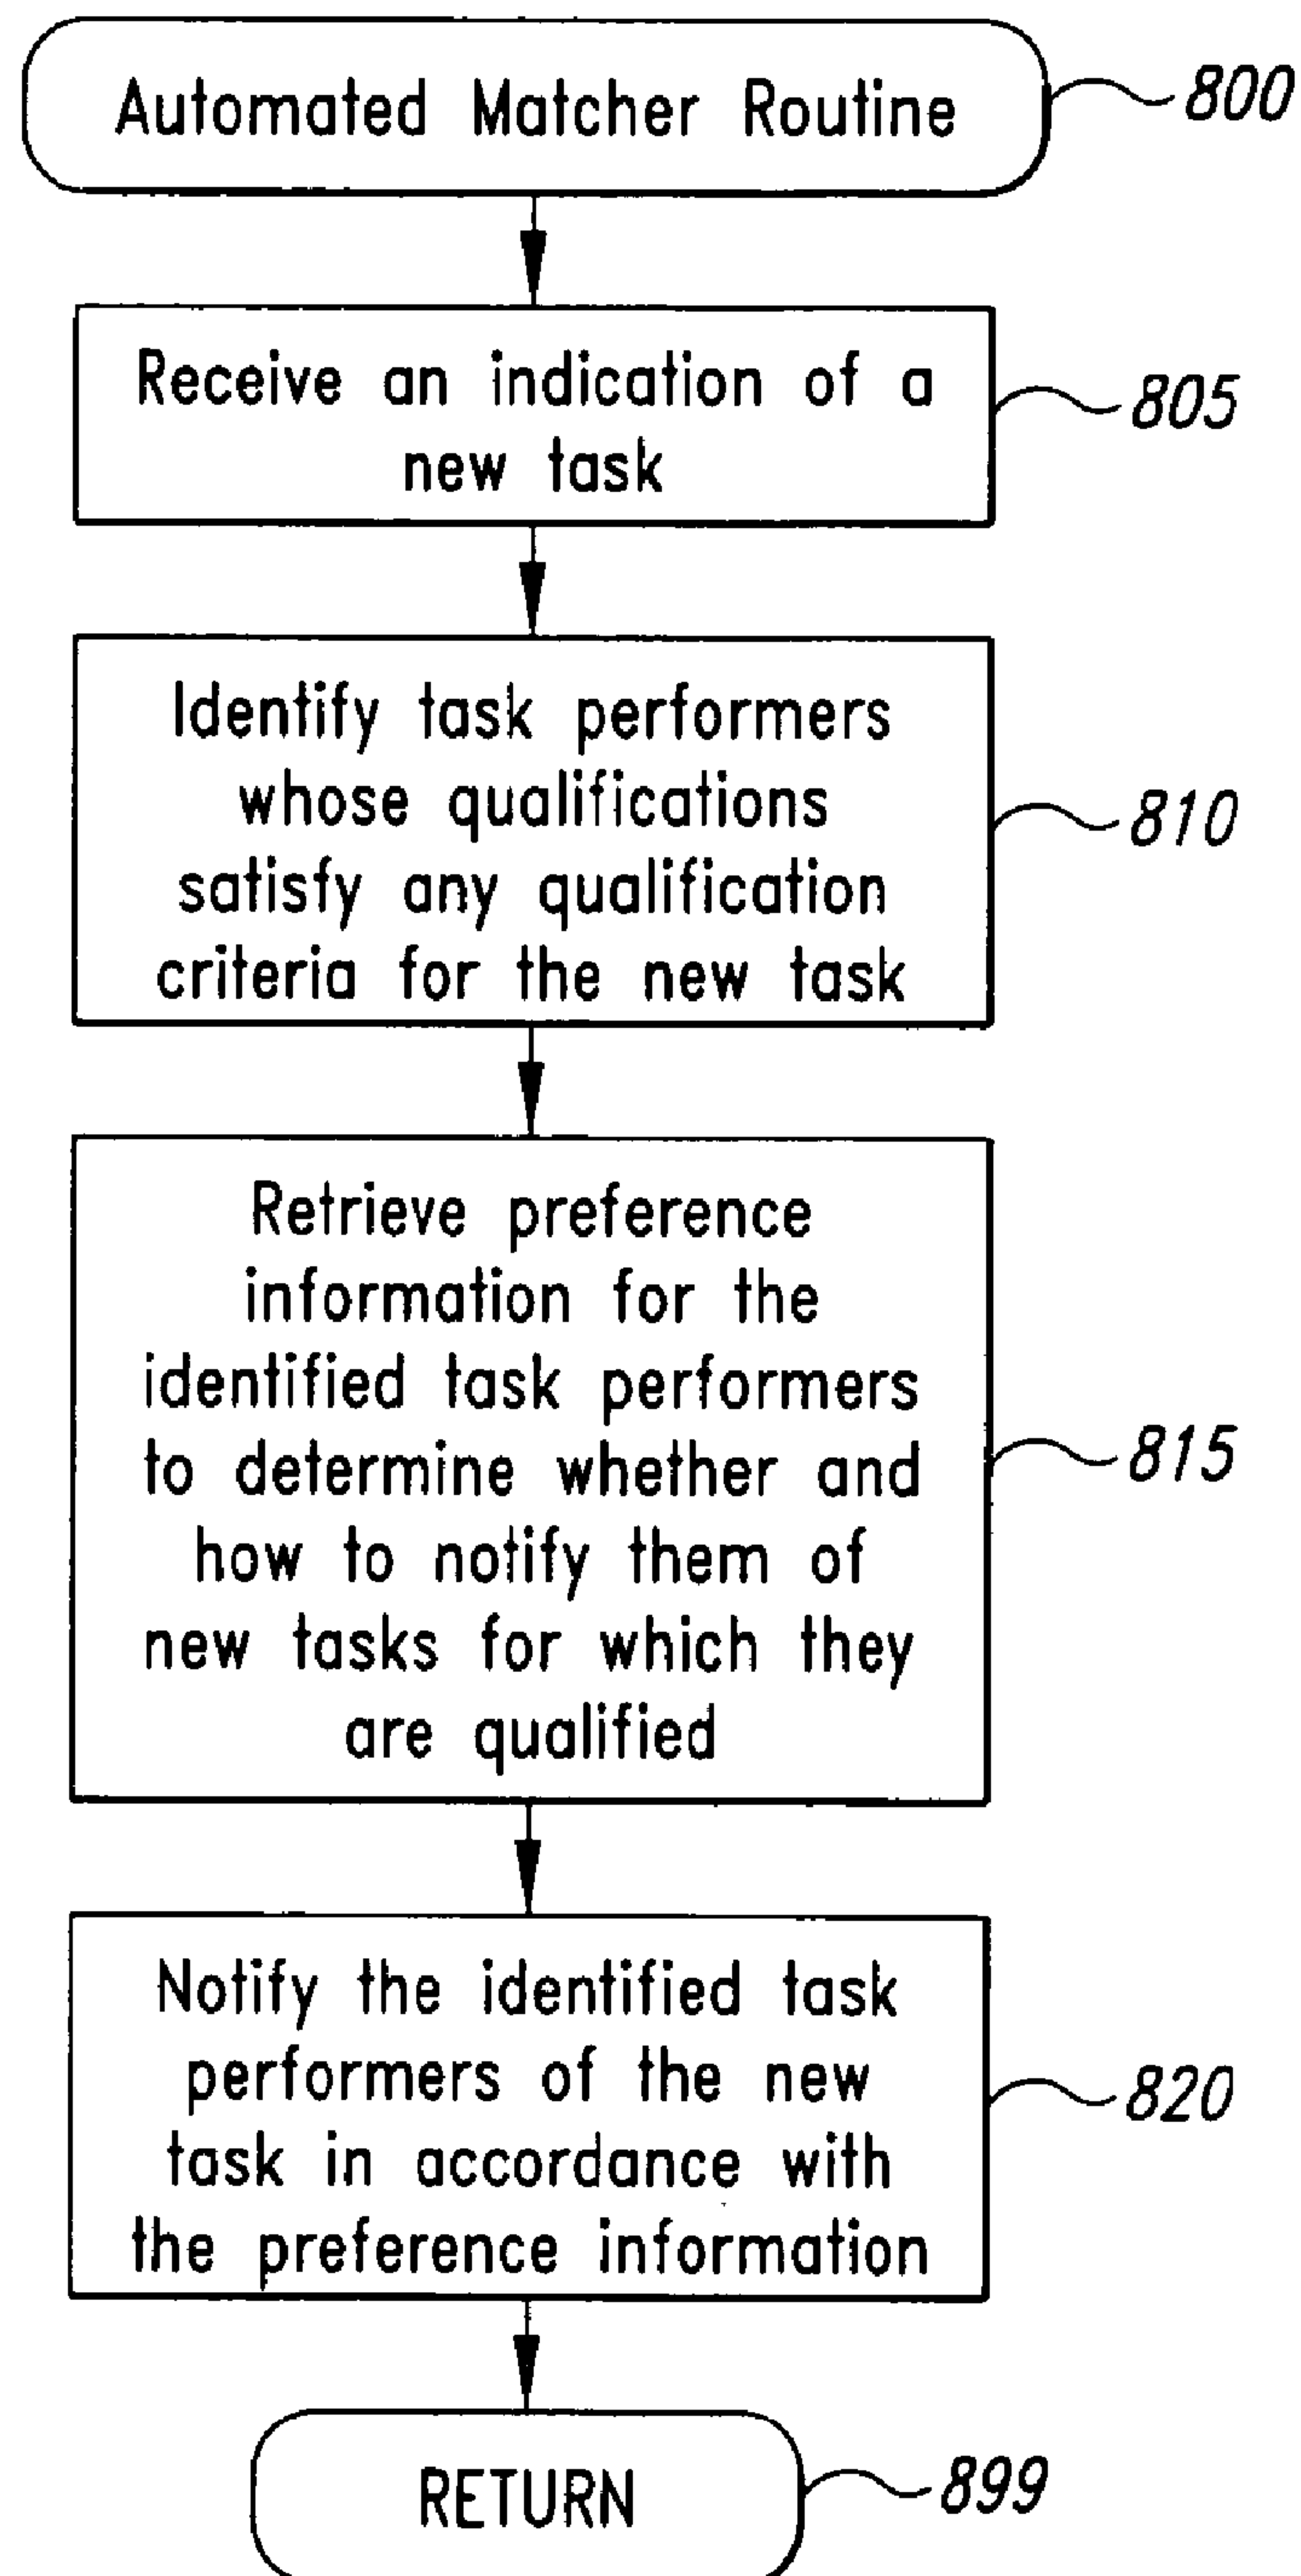 Automated Matcher Routine
800
Receive an indication of a
new task
805
Identify task performers
whose qualifications
satisfy any qualification
criteria for the new task
810
Retrieve preference
information for the
identified task performers
to determine whether and
how to notify them of
new tasks for which they
are qualified
815
Notify the identified task
performers of the new
task in accordance with
the preference information
820
RETURN
899